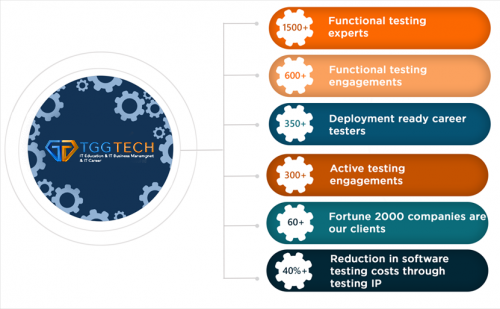 TGGTECH
IT Education & IT Business Manamgnet
& IT Career
1500+
Functional testing
experts
600+
Functional testing
engagements
350+
Deployment ready career
testers
300+
Active testing
engagements
60+
Fortune 2000 companies are
our clients
40%+
Reduction in software
testing costs through
testing IP